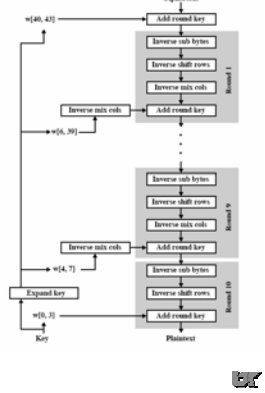 w[40, 43]
Add round key
Inverse sub bytes
Inverse shift rows
Inverse mix cols
Inverse mix cols
Add round key
Round 1
w[6, 39]
Inverse sub bytes
Inverse shift rows
Inverse mix cols
Inverse mix cols
Add round key
Round 9
w[4, 7]
Inverse sub bytes
Expand key
Inverse shift rows
w[0, 3]
Add round key
Round 10
Key
Plaintext